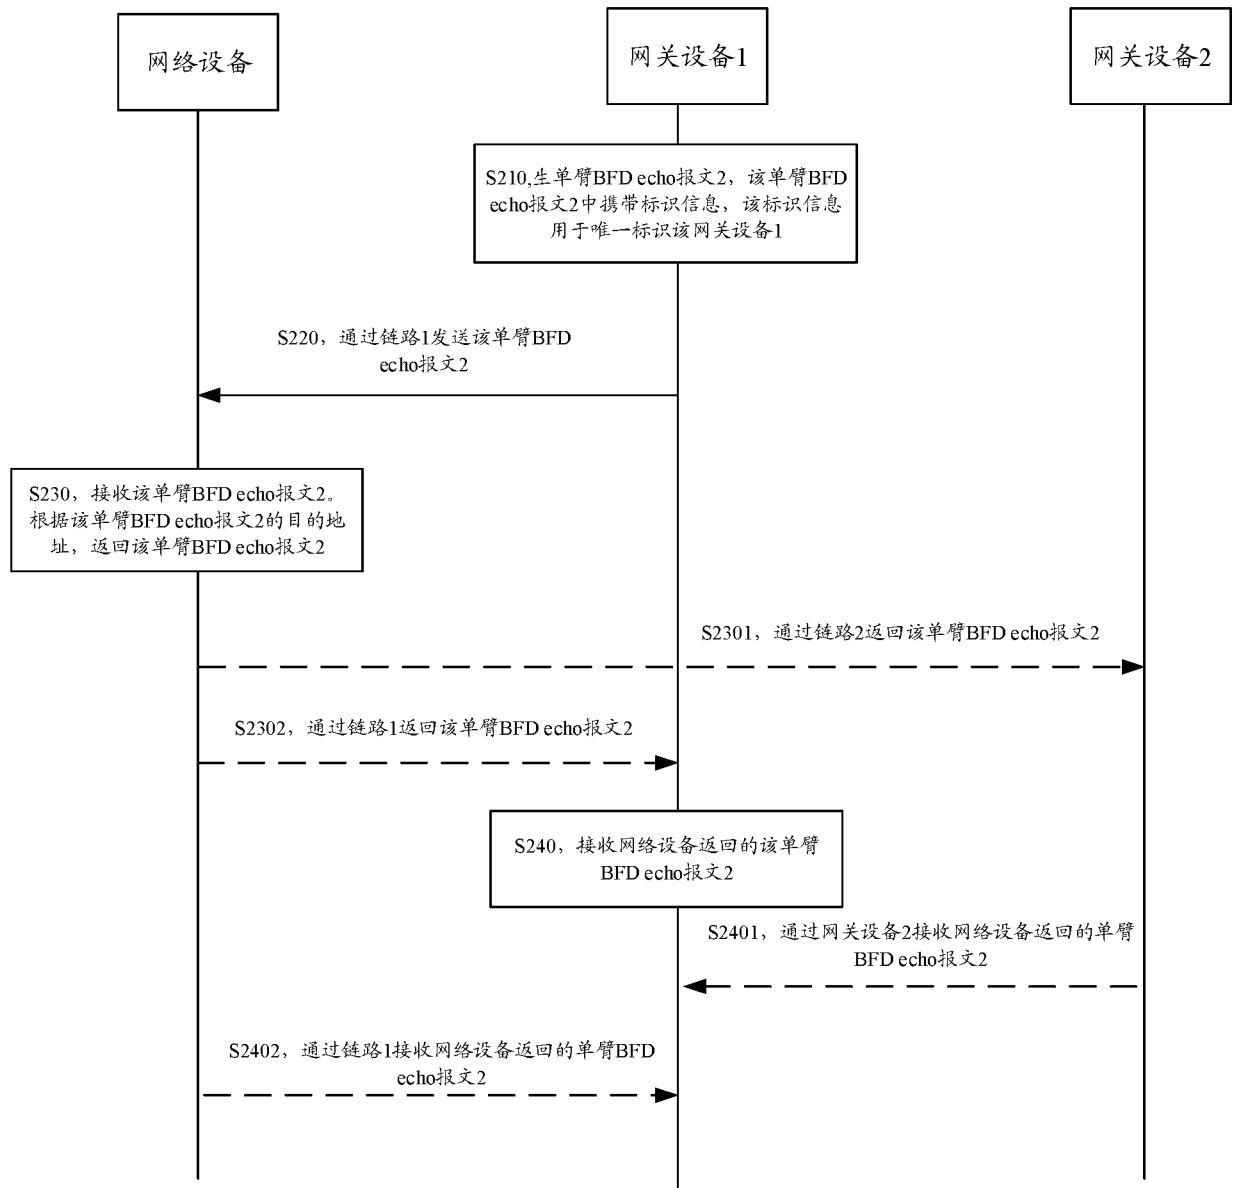 网络设备
网关设备1
网关设备2
S210,生单臂BFD echo报文2，该单臂BFD
echo报文2中携带标识信息，该标识信息
用于唯一标识该网关设备1
S220，通过链路1发送该单臂BFD
echo报文2
S230，接收该单臂BFD echo报文2。
根据该单臂BFD echo报文2的目的地
址，返回该单臂BFD echo报文2
S2301，通过链路2返回该单臂BFD echo报文2
S2302，通过链路1返回该单臂BFD echo报文2
S240，接收网络设备返回的该单臂
BFD echo报文2
S2401，通过网关设备2接收网络设备返回的单臂
BFD echo报文2
S2402，通过链路1接收网络设备返回的单臂BFD
echo报文2